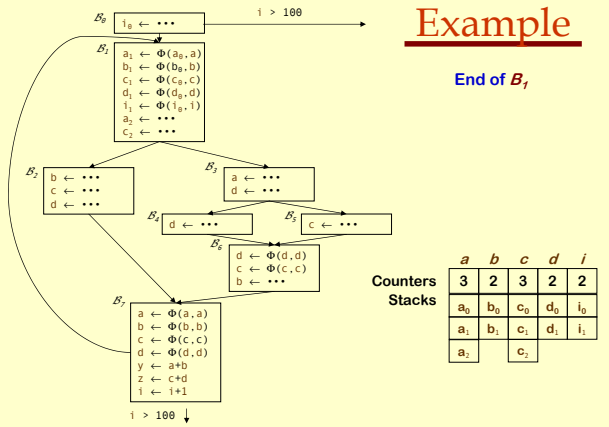 Example
End of B₁
i > 100
B₀
i₀ ← •••
B₁
a₁ ← Φ(a₀,a)
b₁ ← Φ(b₀,b)
c₁ ← Φ(c₀,c)
d₁ ← Φ(d₀,d)
i₁ ← Φ(i₀,i)
a₂ ← •••
c₂ ← •••
B₂
b ← •••
c ← •••
d ← •••
B₃
a ← •••
d ← •••
B₄
d ← •••
B₅
c ← •••
B₆
d ← Φ(d,d)
c ← Φ(c,c)
b ← •••
B₇
a ← Φ(a,a)
b ← Φ(b,b)
c ← Φ(c,c)
d ← Φ(d,d)
y ← a+b
z ← c+d
i ← i+1
i > 100
a b c d i
Counters 3 2 3 2 2
Stacks a₀ b₀ c₀ d₀ i₀
a₁ b₁ c₁ d₁ i₁
a₂ c₂